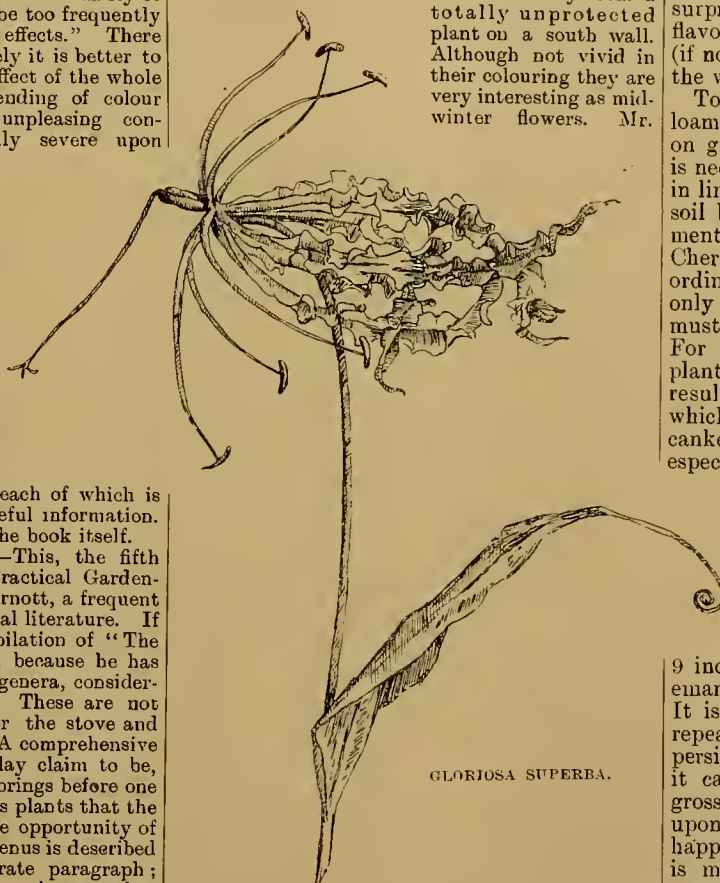 be too frequently
effects.” There
ely it is better to
ffect of the whole
ending of colour
unpleasing con-
lly severe upon
each of which is
eful information.
he book itself.
—This, the fifth
ractical Garden-
rnott, a frequent
al literature. If
pilation of “The
because he has
genera, consider-
These are not
r the stove and
A comprehensive
lay claim to be,
brings before one
s plants that the
e opportunity of
enus is described
rate paragraph;
totally unprotected
plant on a south wall.
Although not vivid in
their colouring they are
very interesting as mid-
winter flowers. Mr.
GLORIOSA SUPERBA.
surp
flavo
(if no
the v
To
loam
on g
is ne
in lin
soil
ment
Cher
ordin
only
must
For
plant
resul
which
canke
espec
9 inc
emar
It is
repea
persi
it ca
gross
upon
happ
is m